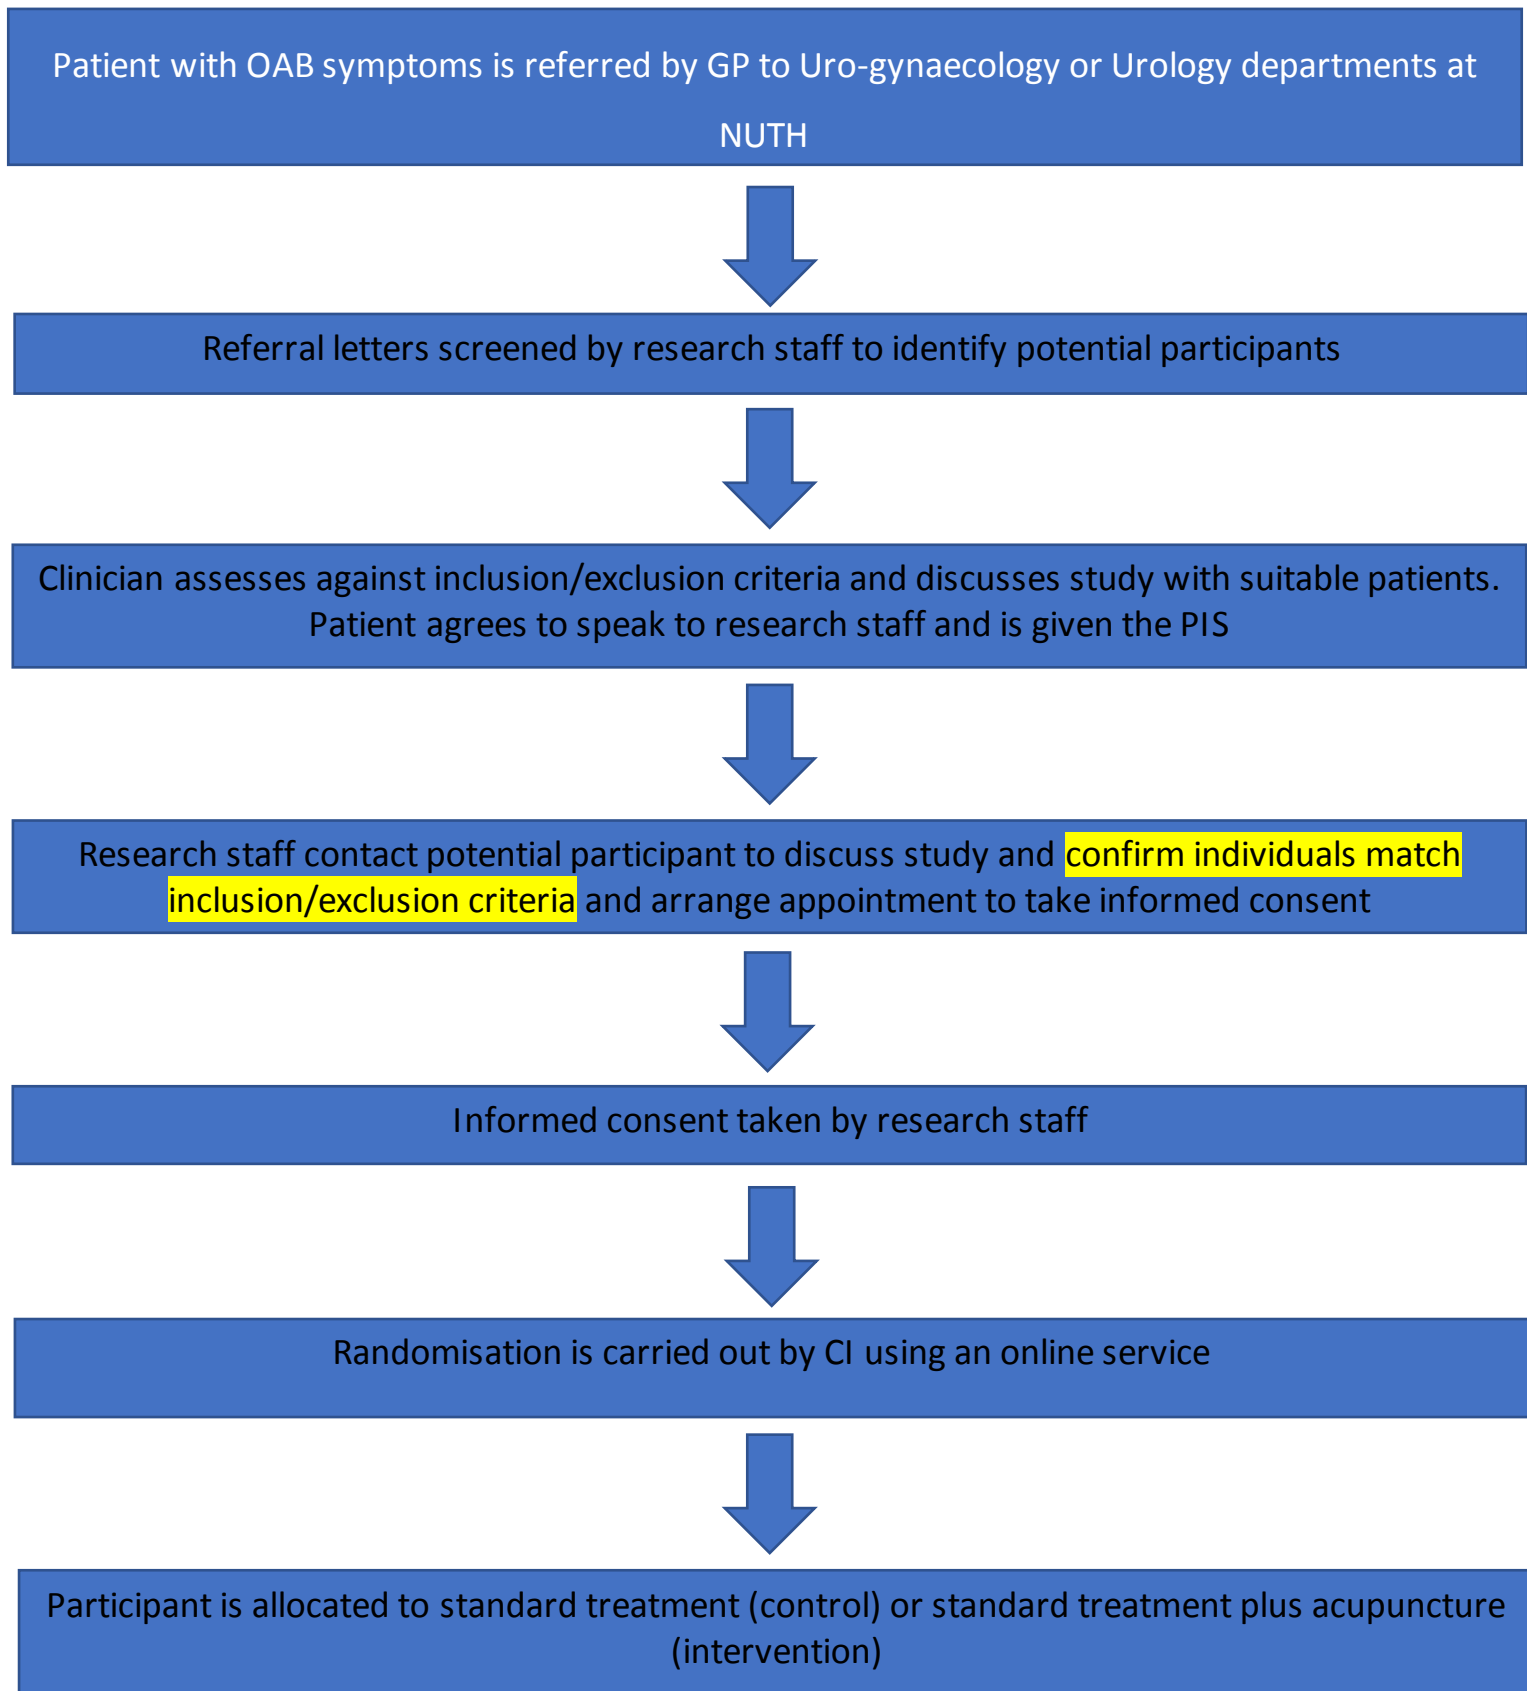 Patient with OAB symptoms is referred by GP to Uro-gynaecology or Urology departments at
NUTH
Referral letters screened by research staff to identify potential participants
Clinician assesses against inclusion/exclusion criteria and discusses study with suitable patients.
Patient agrees to speak to research staff and is given the PIS
Research staff contact potential participant to discuss study and confirm individuals match
inclusion/exclusion criteria and arrange appointment to take informed consent
Informed consent taken by research staff
Randomisation is carried out by CI using an online service
Participant is allocated to standard treatment (control) or standard treatment plus acupuncture
(intervention)